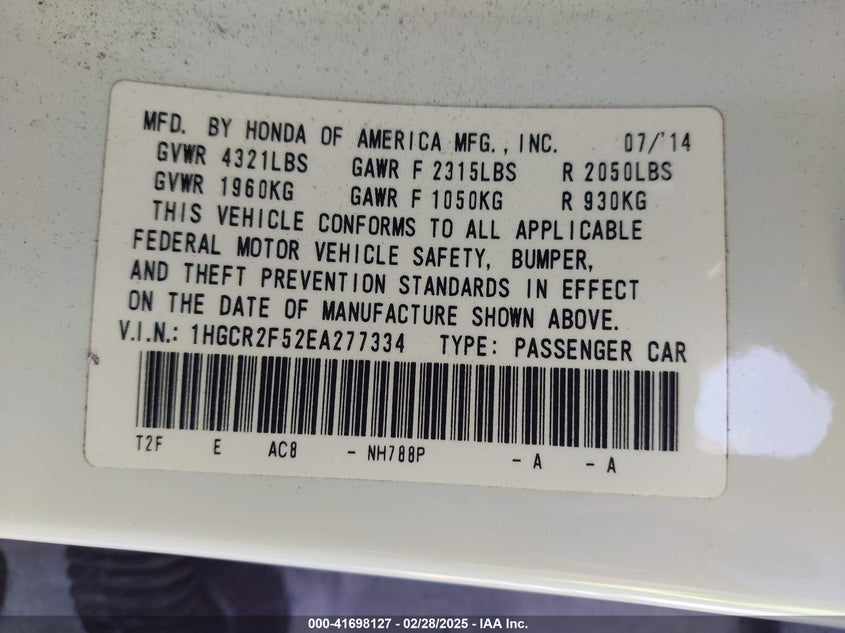 MFD. BY HONDA OF AMERICA MFG., INC. 07/'14
GVWR 4321LBS GAWR F 2315LBS R 2050LBS
GVWR 1960KG GAWR F 1050KG R 930KG
THIS VEHICLE CONFORMS TO ALL APPLICABLE
FEDERAL MOTOR VEHICLE SAFETY, BUMPER,
AND THEFT PREVENTION STANDARDS IN EFFECT
ON THE DATE OF MANUFACTURE SHOWN ABOVE.
V.I.N.: 1HGCR2F52EA277334 TYPE: PASSENGER CAR
T2F E AC8 - NH788P - A - A
000-41698127 - 02/28/2025 - IAA Inc.